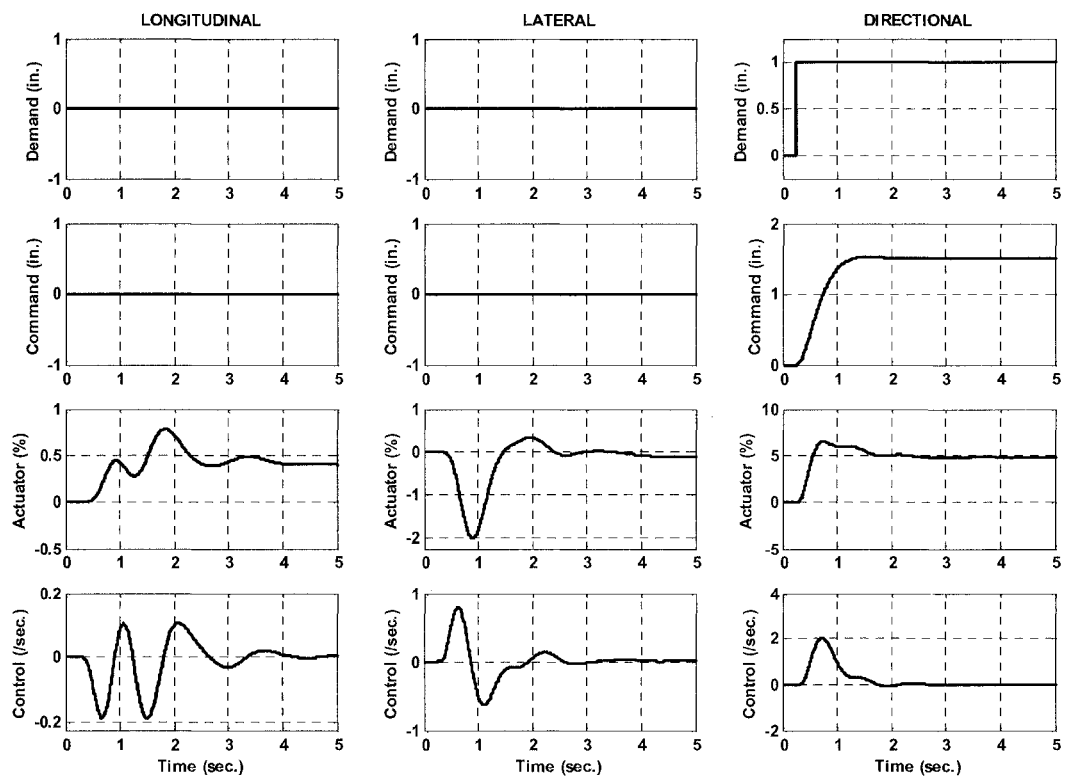 LONGITUDINAL
LATERAL
DIRECTIONAL
Demand (in.)
1
0
-1
0 1 2 3 4 5
Demand (in.)
1
0
-1
0 1 2 3 4 5
Demand (in.)
1
0.5
0
0 1 2 3 4 5
Command (in.)
1
0
-1
0 1 2 3 4 5
Command (in.)
1
0
-1
0 1 2 3 4 5
Command (in.)
2
1
0
0 1 2 3 4 5
Actuator (%)
1
0.5
0
-0.5
0 1 2 3 4 5
Actuator (%)
1
0
-1
-2
0 1 2 3 4 5
Actuator (%)
10
5
0
-5
0 1 2 3 4 5
Control (/sec.)
0.2
0
-0.2
0 1 2 3 4 5
Time (sec.)
Control (/sec.)
1
0
-1
0 1 2 3 4 5
Time (sec.)
Control (/sec.)
4
2
0
-2
0 1 2 3 4 5
Time (sec.)